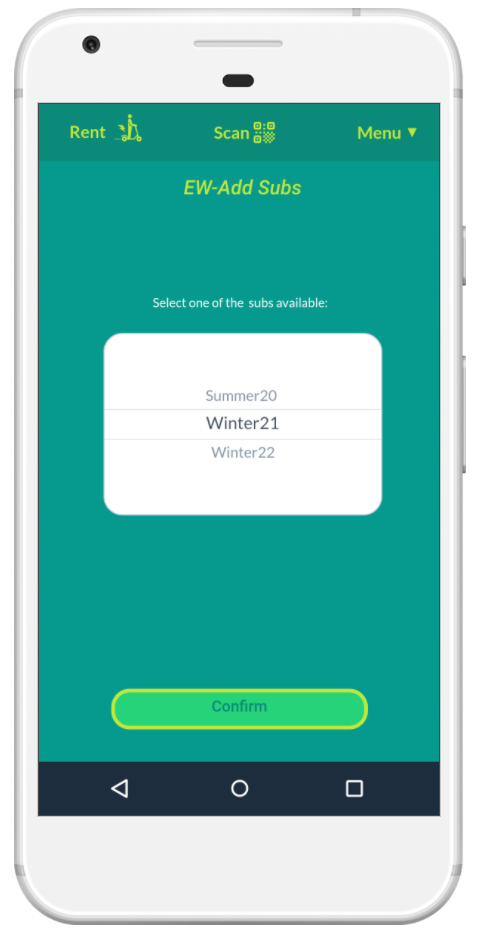 Rent Scan Menu ▼
EW-Add Subs
Select one of the subs available:
Summer20
Winter21
Winter22
Confirm